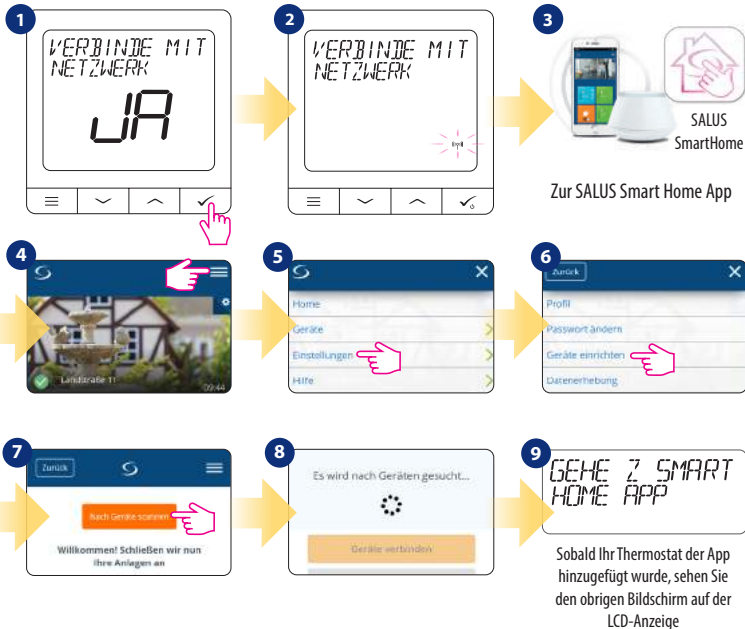 1
VERBINDE MIT
NETZWERK
JA
2
VERBINDE MIT
NETZWERK
3
SALUS
SmartHome
Zur SALUS Smart Home App
4
Landstraße 11
09:44
5
Home
Geräte
Einstellungen
Hilfe
6
Zurück
Profil
Passwort ändern
Geräte einrichten
Datenerhebung
7
Zurück
Nach Geräte scannen
Willkommen! Schließen wir nun
Ihre Anlagen an
8
Es wird nach Geräten gesucht...
Geräte verbinden
9
GEHE Z SMART
HOME APP
Sobald Ihr Thermostat der App
hinzugefügt wurde, sehen Sie
den obrigen Bildschirm auf der
LCD-Anzeige